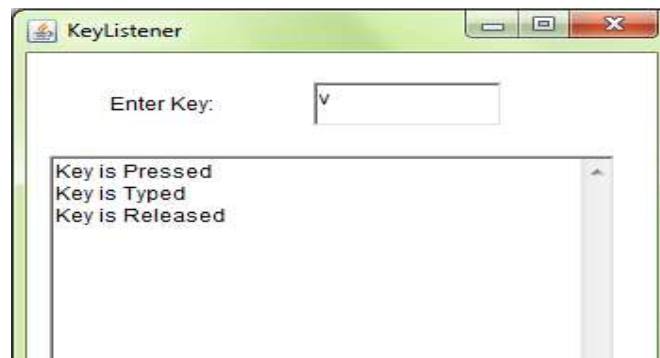 KeyListener
Enter Key:
v
Key is Pressed
Key is Typed
Key is Released